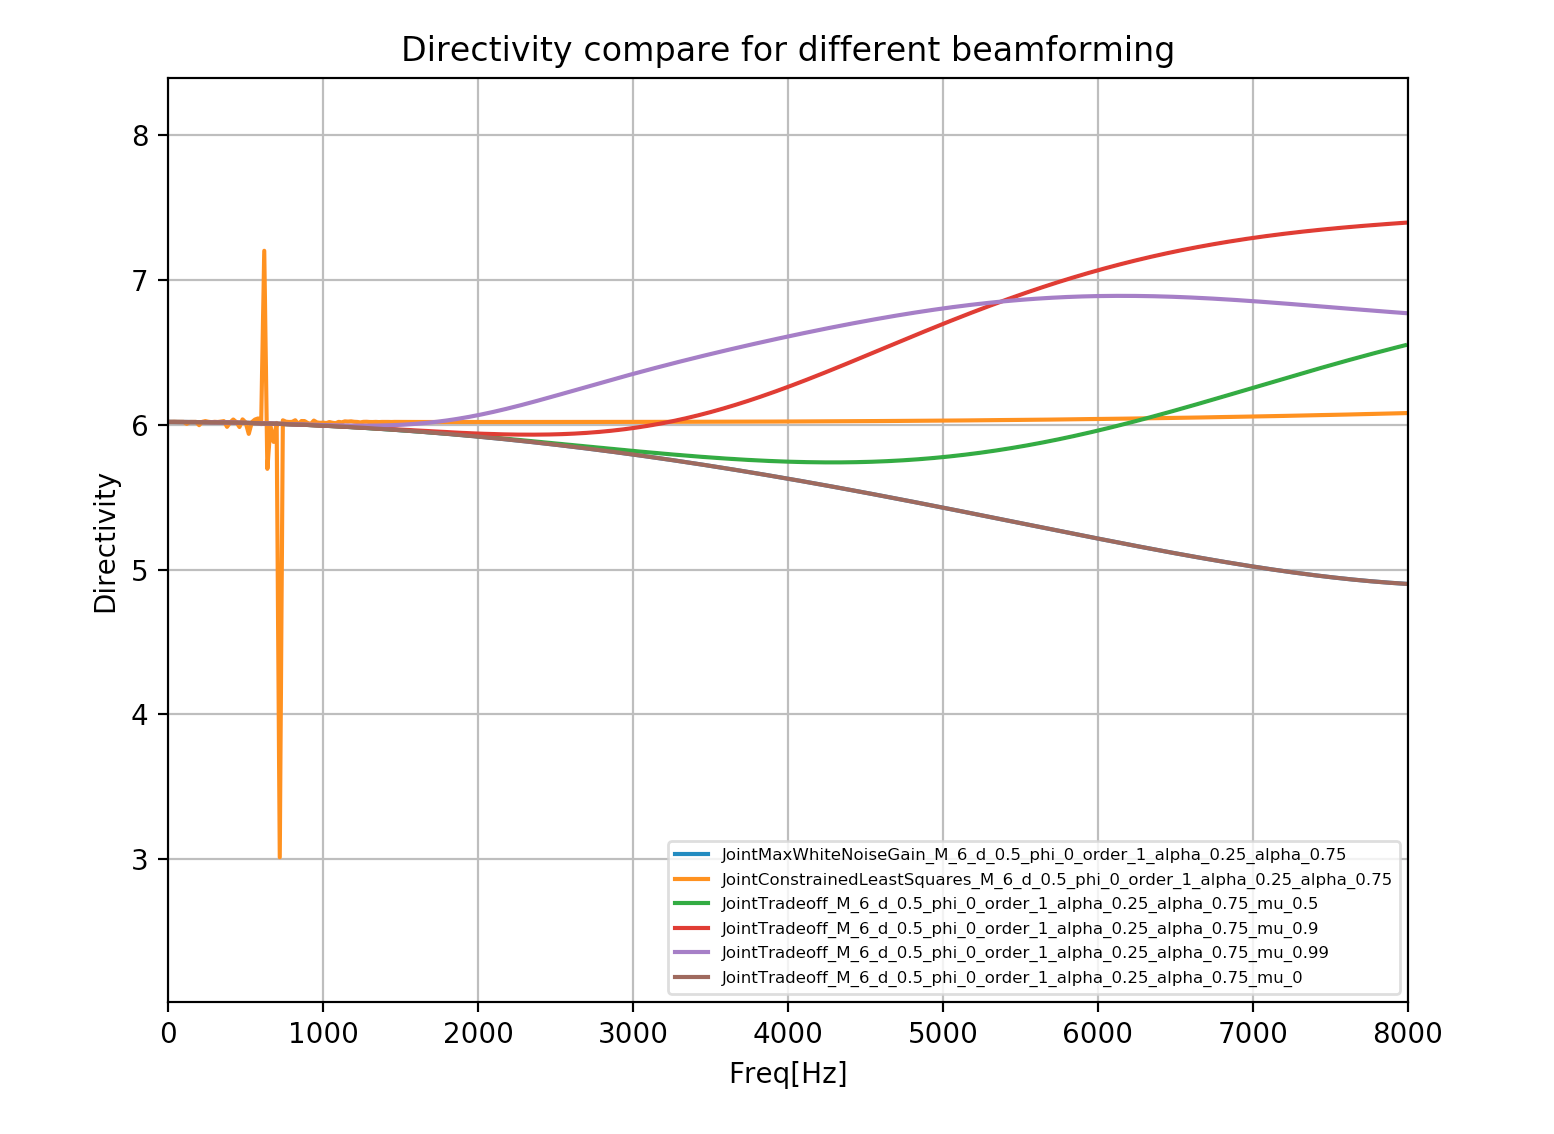 Directivity compare for different beamforming
8
7
6
5
4
3
Directivity
0 1000 2000 3000 4000 5000 6000 7000 8000
Freq[Hz]
JointMaxWhiteNoiseGain_M_6_d_0.5_phi_0_order_1_alpha_0.25_alpha_0.75
JointConstrainedLeastSquares_M_6_d_0.5_phi_0_order_1_alpha_0.25_alpha_0.75
JointTradeoff_M_6_d_0.5_phi_0_order_1_alpha_0.25_alpha_0.75_mu_0.5
JointTradeoff_M_6_d_0.5_phi_0_order_1_alpha_0.25_alpha_0.75_mu_0.9
JointTradeoff_M_6_d_0.5_phi_0_order_1_alpha_0.25_alpha_0.75_mu_0.99
JointTradeoff_M_6_d_0.5_phi_0_order_1_alpha_0.25_alpha_0.75_mu_0